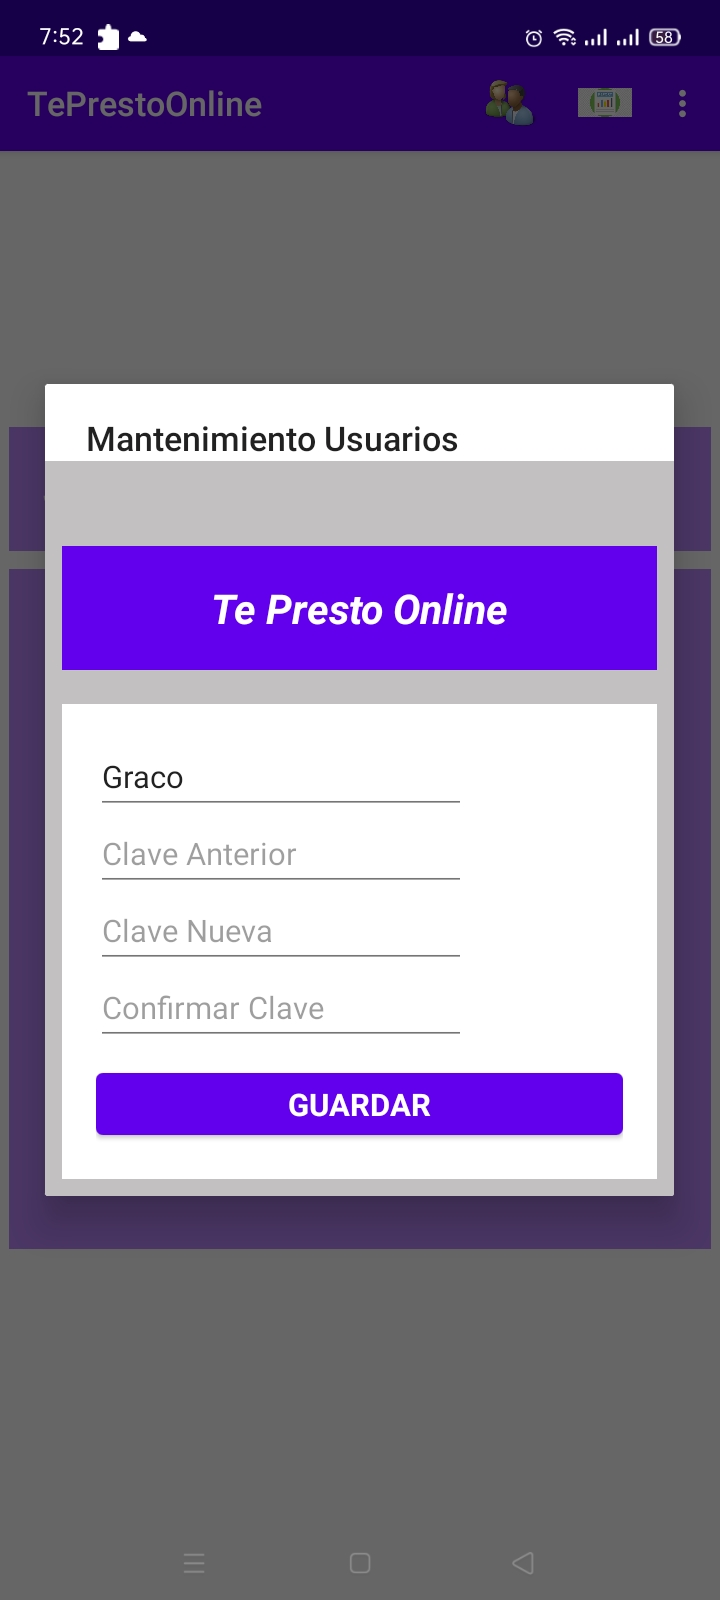 7:52
58
TePrestoOnline
Mantenimiento Usuarios
Te Presto Online
Graco
Clave Anterior
Clave Nueva
Confirmar Clave
GUARDAR